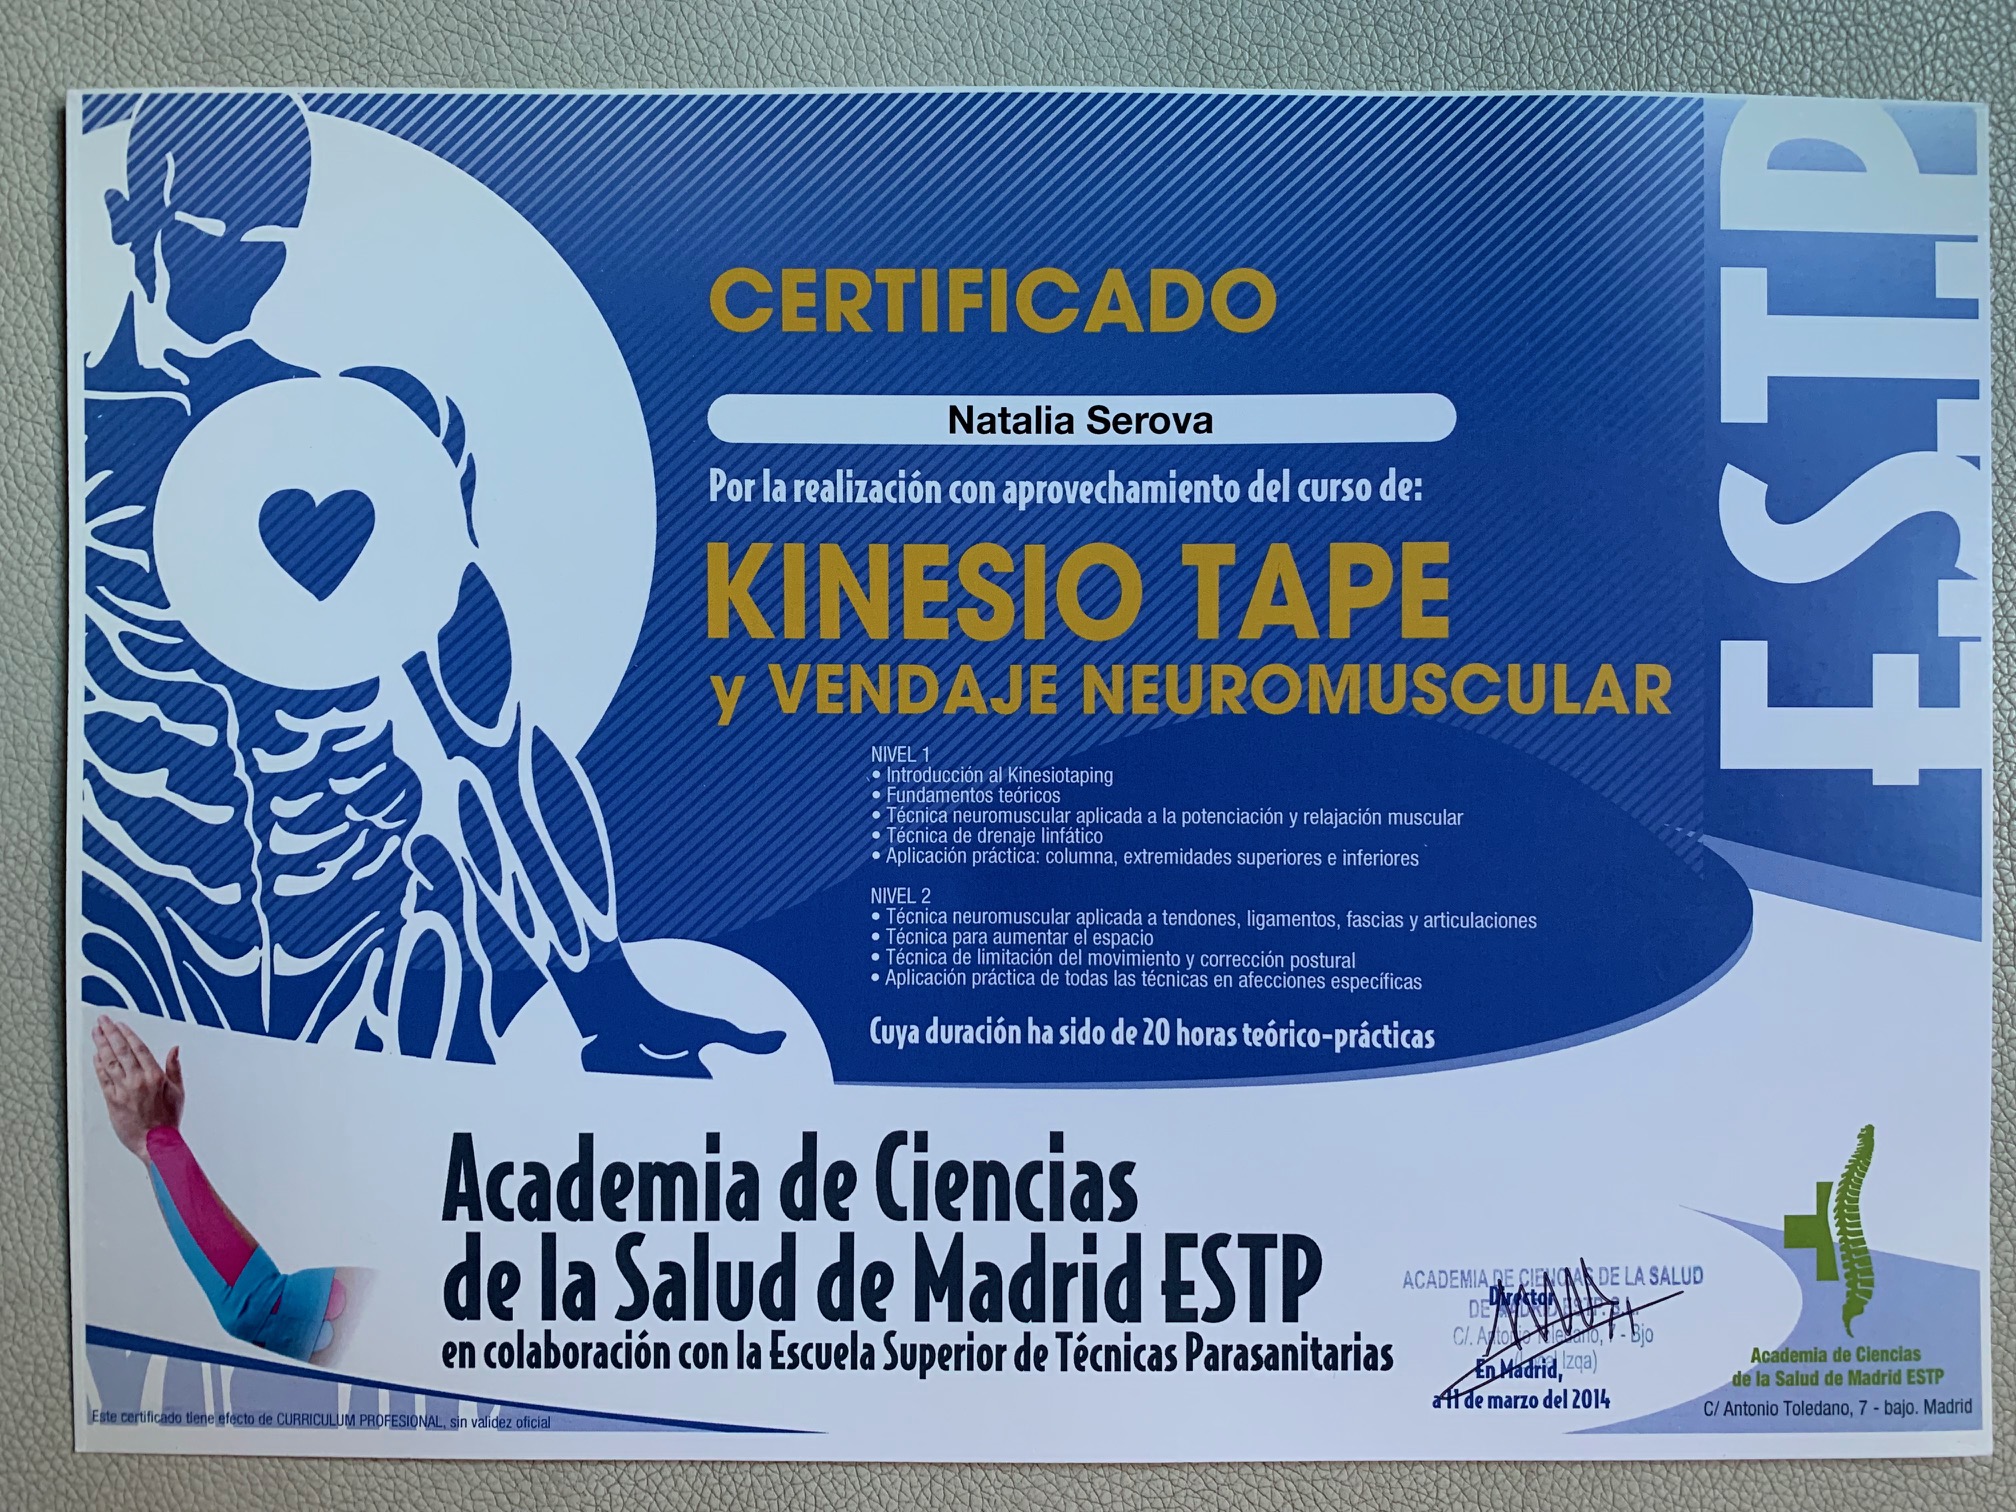 CERTIFICADO
Natalia Serova
Por la realización con aprovechamiento del curso de:
KINESIO TAPE
y VENDAJE NEUROMUSCULAR
NIVEL 1
• Introducción al Kinesiotaping
• Fundamentos teóricos
• Técnica neuromuscular aplicada a la potenciación y relajación muscular
• Técnica de drenaje linfático
• Aplicación práctica: columna, extremidades superiores e inferiores
NIVEL 2
• Técnica neuromuscular aplicada a tendones, ligamentos, fascias y articulaciones
• Técnica para aumentar el espacio
• Técnica de limitación del movimiento y corrección postural
• Aplicación práctica de todas las técnicas en afecciones específicas
Cuya duración ha sido de 20 horas teórico-prácticas
E.S.T.P
Academia de Ciencias
de la Salud de Madrid ESTP
en colaboración con la Escuela Superior de Técnicas Parasanitarias
ACADEMIA DE CIENCIAS DE LA SALUD
DE MADRID ESTP. S.L.
C/. Antonio Toledano, 7 - Bjo
Izqa)
Director
En Madrid,
a 11 de marzo del 2014
Academia de Ciencias
de la Salud de Madrid ESTP
C/ Antonio Toledano, 7 - bajo. Madrid
Este certificado tiene efecto de CURRICULUM PROFESIONAL, sin validez oficial